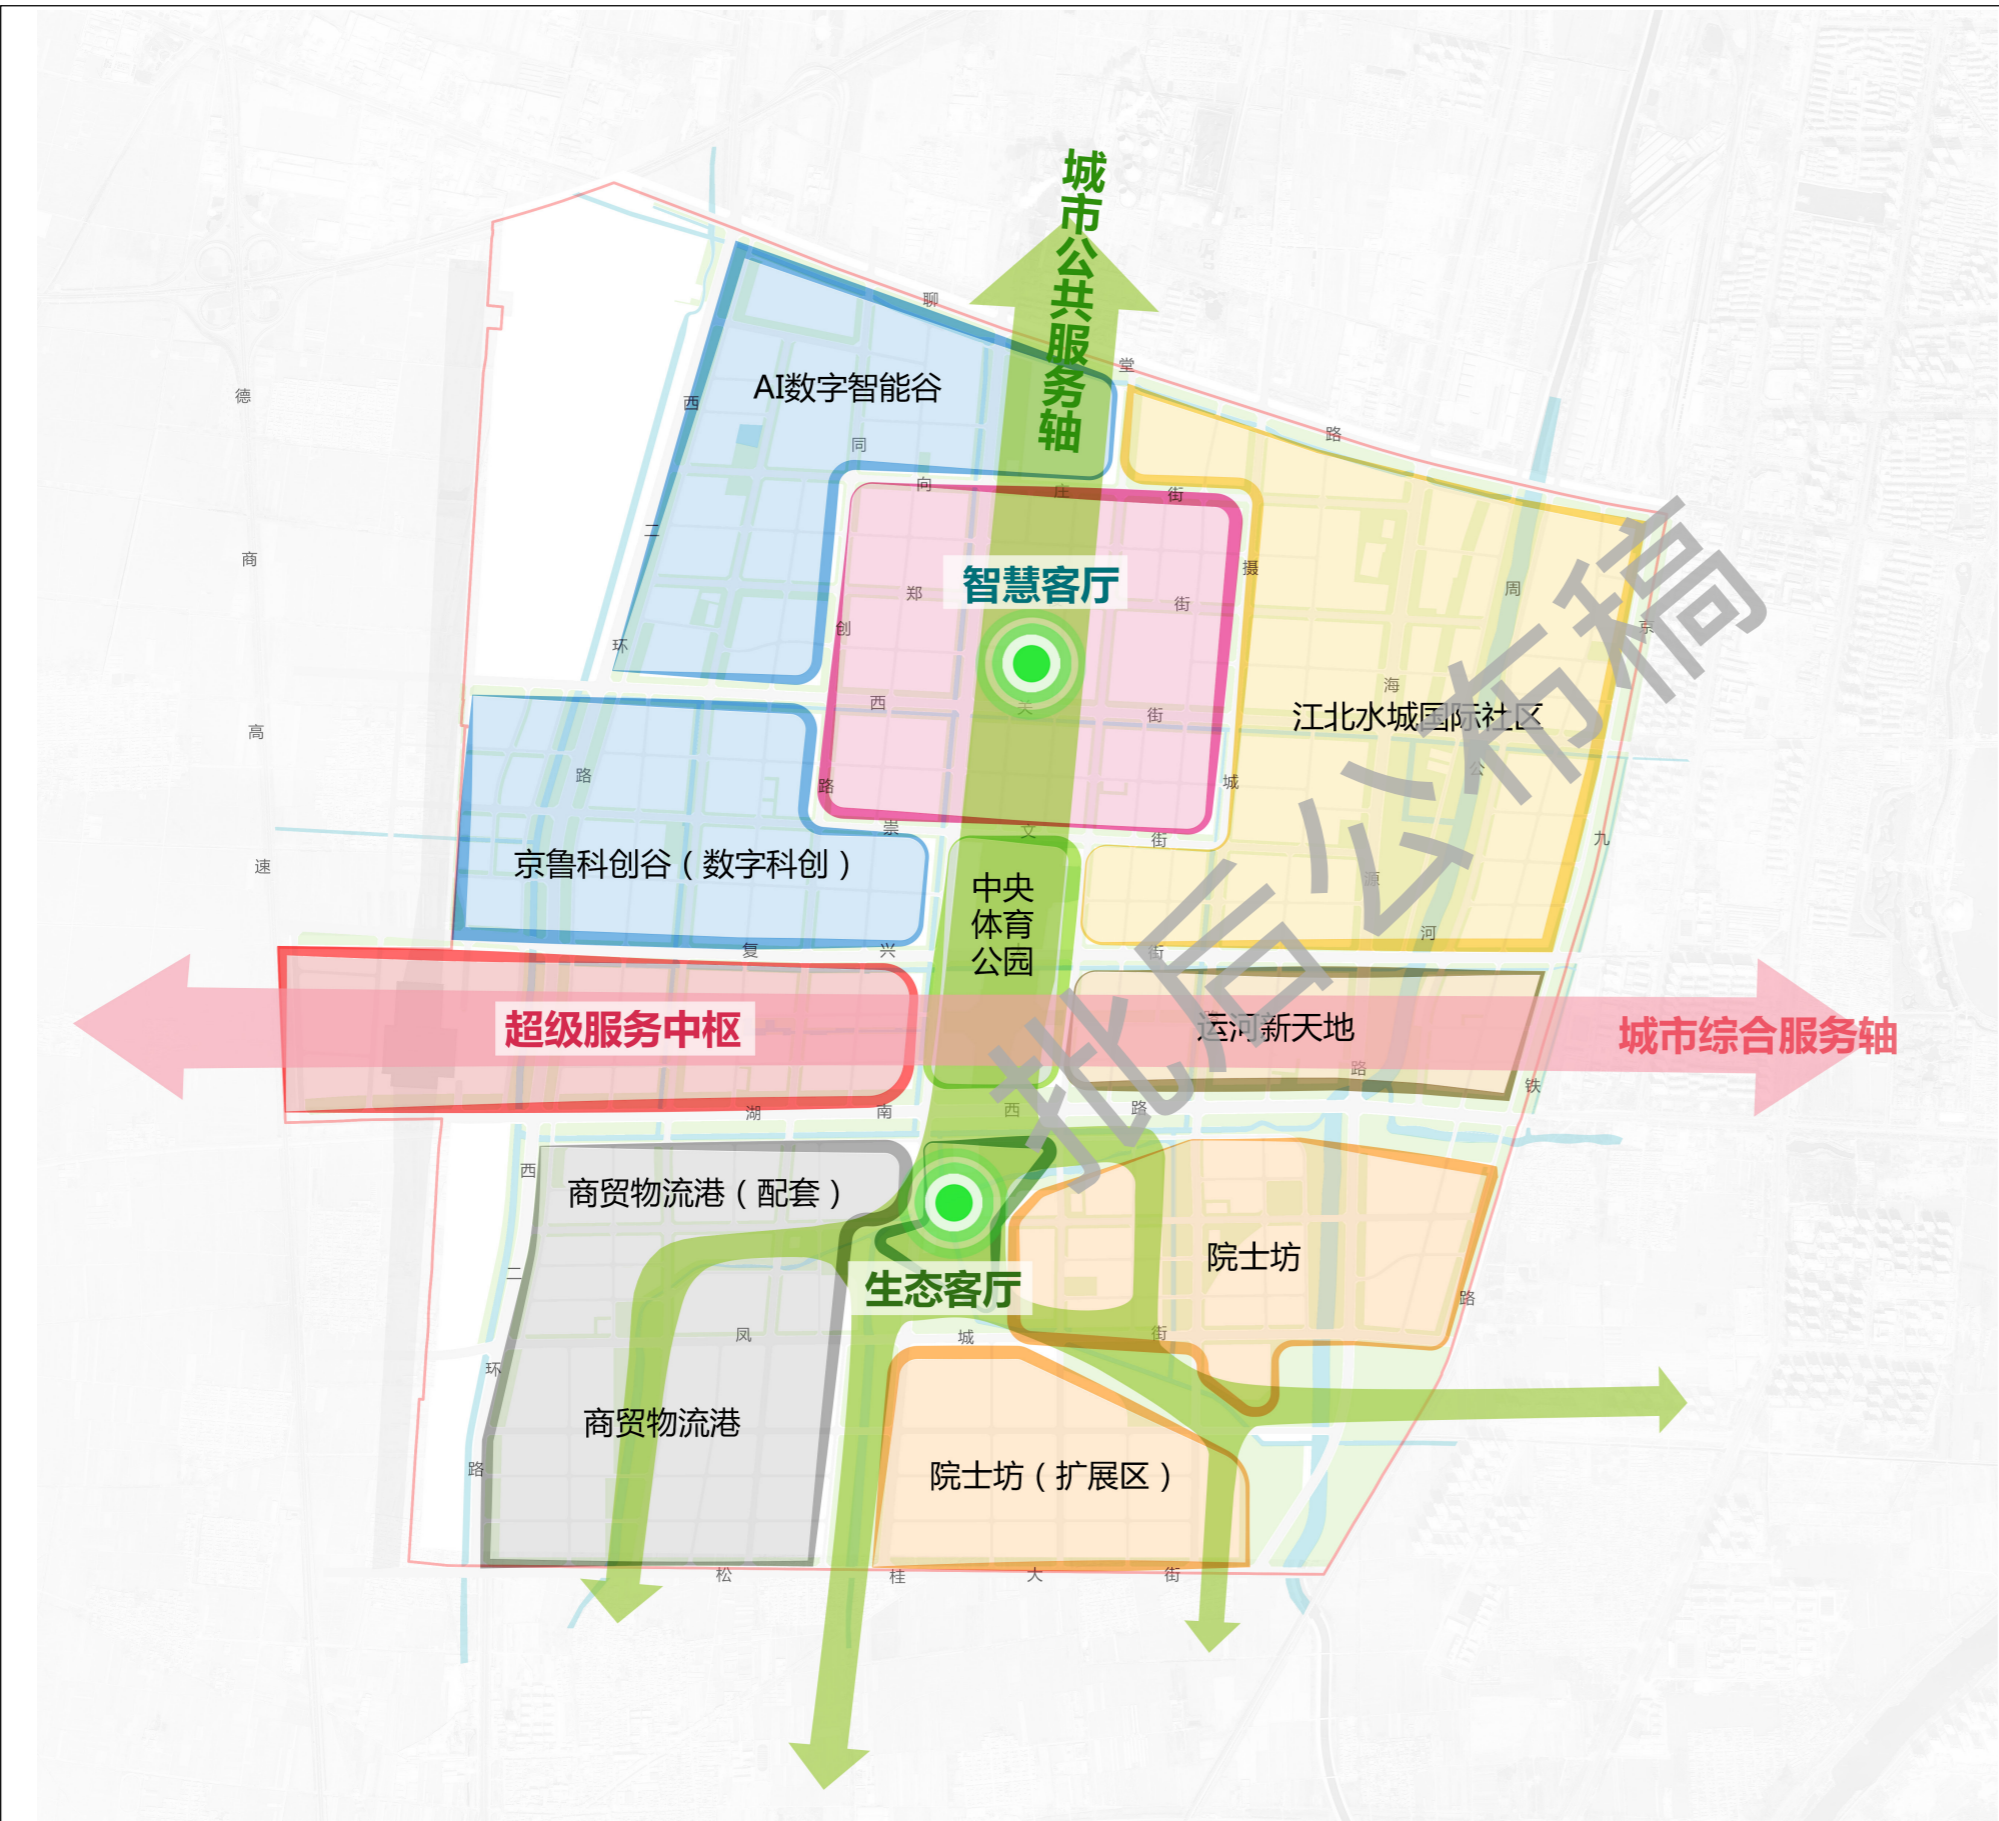 城市公共服务轴
聊堂路
德商高速
AI数字智能谷
西二环路
同向庄街
智慧客厅
郑街
摄城路
周公河
京九铁路
创路
西关街
海源路
江北水城国际社区
崇文街
京鲁科创谷（数字科创）
中央
体育
公园
复兴街
超级服务中枢
运河新天地
城市综合服务轴
湖南西路
西二环路
商贸物流港（配套）
院士坊
生态客厅
凤城街
商贸物流港
院士坊（扩展区）
松桂大街
批后公布稿